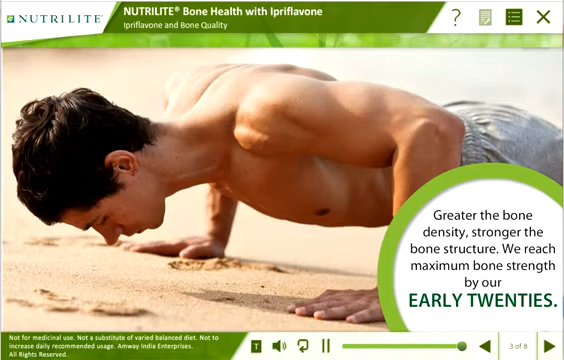 NUTRILITE®
NUTRILITE® Bone Health with Ipriflavone
Ipriflavone and Bone Quality
?
Greater the bone
density, stronger the
bone structure. We reach
maximum bone strength
by our
EARLY TWENTIES.
Not for medicinal use. Not a substitute of varied balanced diet. Not to
increase daily recommended usage. Amway India Enterprises.
All Rights Reserved.
T
3 of 8